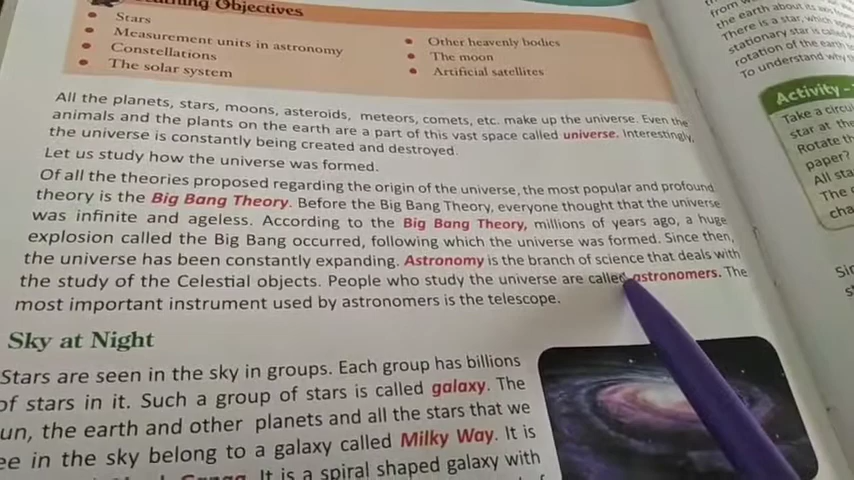 Learning Objectives
Stars
Measurement units in astronomy
Constellations
The solar system
Other heavenly bodies
The moon
Artificial satellites
All the planets, stars, moons, asteroids, meteors, comets, etc. make up the universe. Even the
animals and the plants on the earth are a part of this vast space called universe. Interestingly,
the universe is constantly being created and destroyed.
Let us study how the universe was formed.
Of all the theories proposed regarding the origin of the universe, the most popular and profound
theory is the Big Bang Theory. Before the Big Bang Theory, everyone thought that the universe
was infinite and ageless. According to the Big Bang Theory, millions of years ago, a huge
explosion called the Big Bang occurred, following which the universe was formed. Since then,
the universe has been constantly expanding. Astronomy is the branch of science that deals with
the study of the Celestial objects. People who study the universe are called astronomers. The
most important instrument used by astronomers is the telescope.
Sky at Night
Stars are seen in the sky in groups. Each group has billions
of stars in it. Such a group of stars is called galaxy. The
un, the earth and other planets and all the stars that we
ee in the sky belong to a galaxy called Milky Way. It is
Ganga. It is a spiral shaped galaxy with
from w
the earth about its
There is a star, which
stationary star is called
rotation of the earth
To understand why th
Activity
Take a circu
star at the
Rotate th
paper?
All sta
The
cha
Si
st